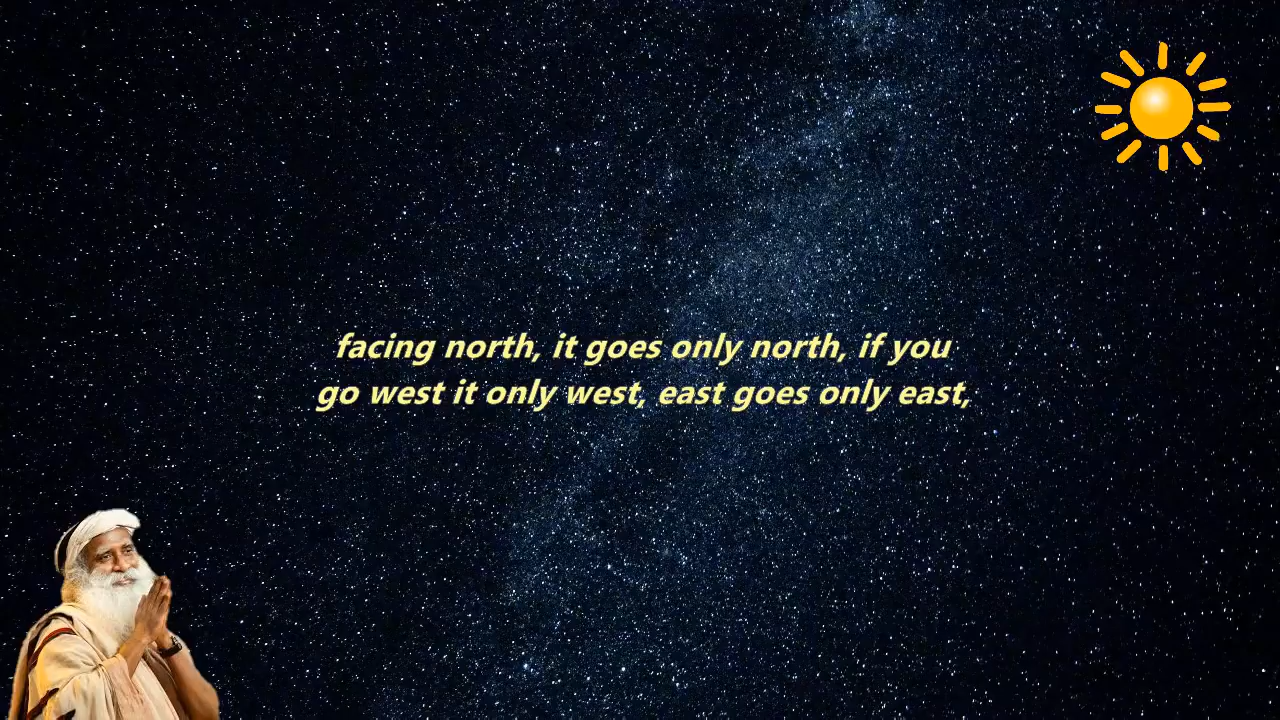 facing north, it goes only north, if you
go west it only west, east goes only east,